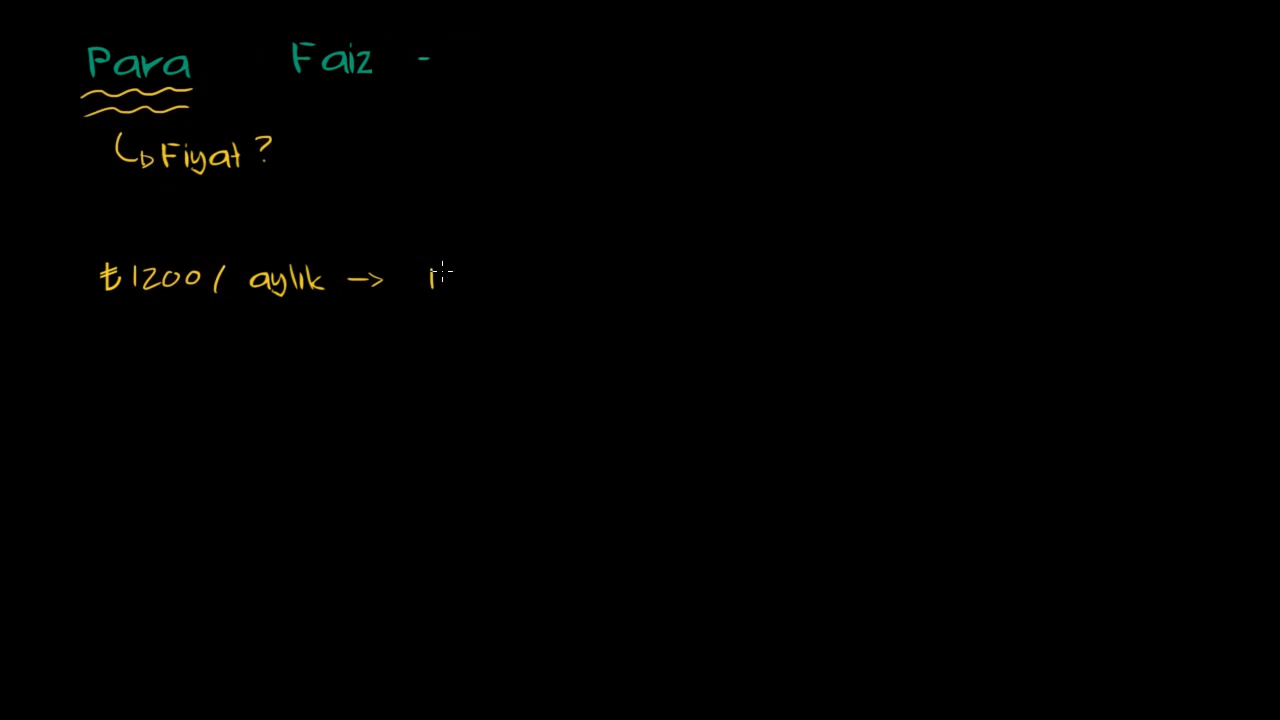 Para Faiz -
Fiyat ?
₺1200/ aylık →